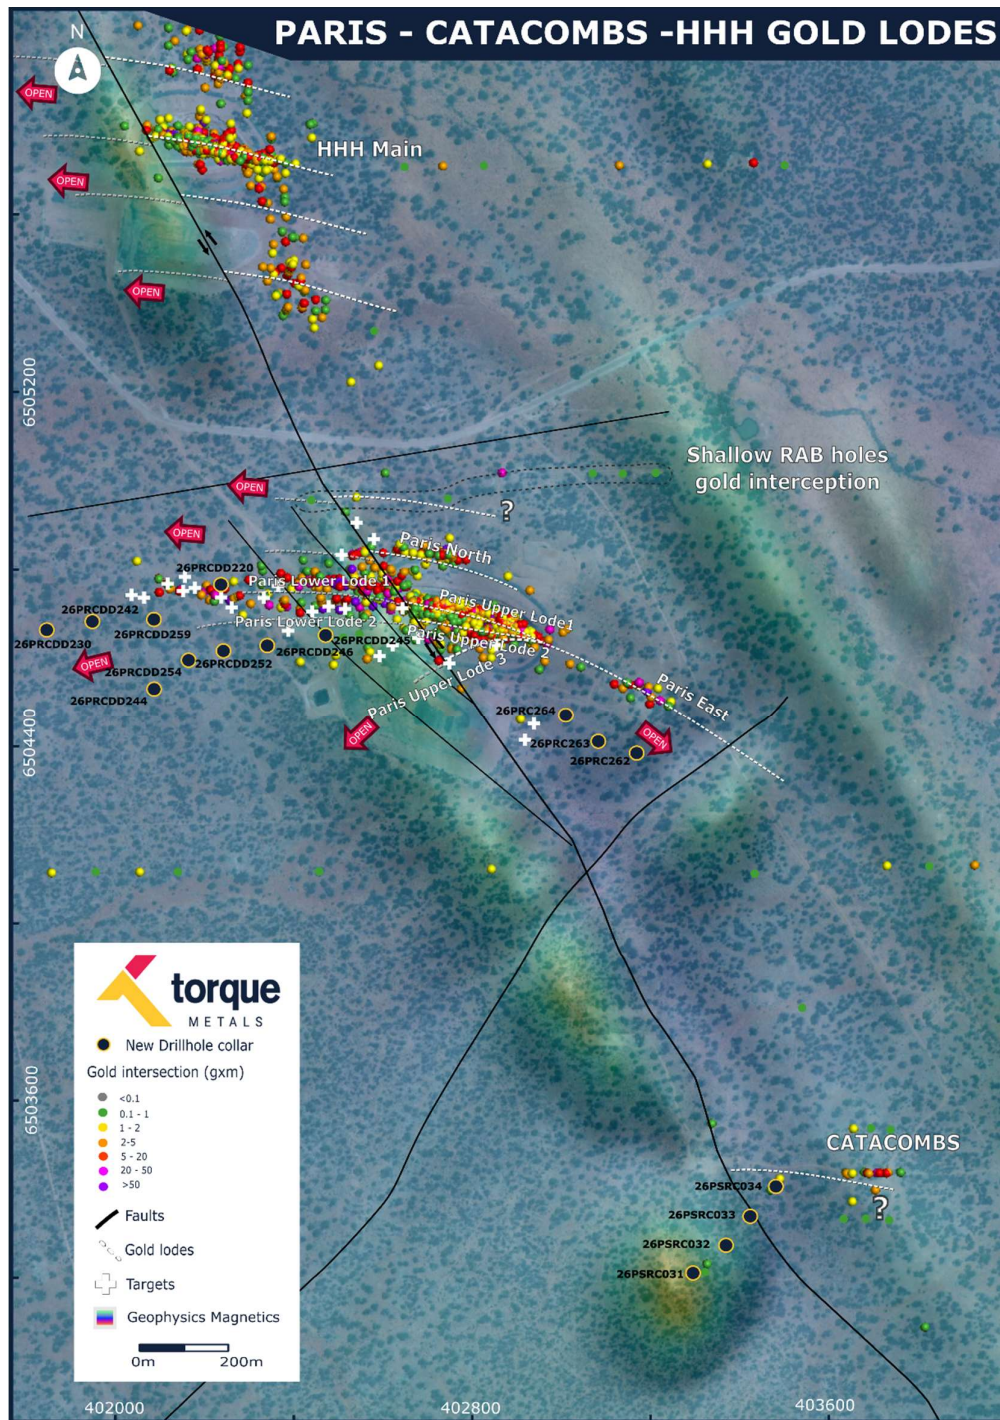 PARIS - CATACOMBS -HHH GOLD LODES
N
OPEN
HHH Main
OPEN
OPEN
6505200
Shallow RAB holes
gold interception
OPEN
?
OPEN
Paris North
26PRCDD220
Paris Lower Lode 1
26PRCDD242
Paris Upper Lode1
26PRCDD259
Paris Lower Lode 2
26PRCDD230
26PRCDD245
Paris Upper Lode 2
26PRCDD246
OPEN
26PRCDD252
26PRCDD254
Paris Upper Lode 3
26PRCDD244
Paris East
26PRC264
OPEN
26PRC263
OPEN
26PRC262
6504400
torque
METALS
New Drillhole collar
Gold intersection (gxm)
<0.1
0.1 - 1
1 - 2
2-5
5 - 20
20 - 50
>50
Faults
Gold lodes
Targets
Geophysics Magnetics
0m 200m
6503600
CATACOMBS
26PSRC034
?
26PSRC033
26PSRC032
26PSRC031
402000
402800
403600